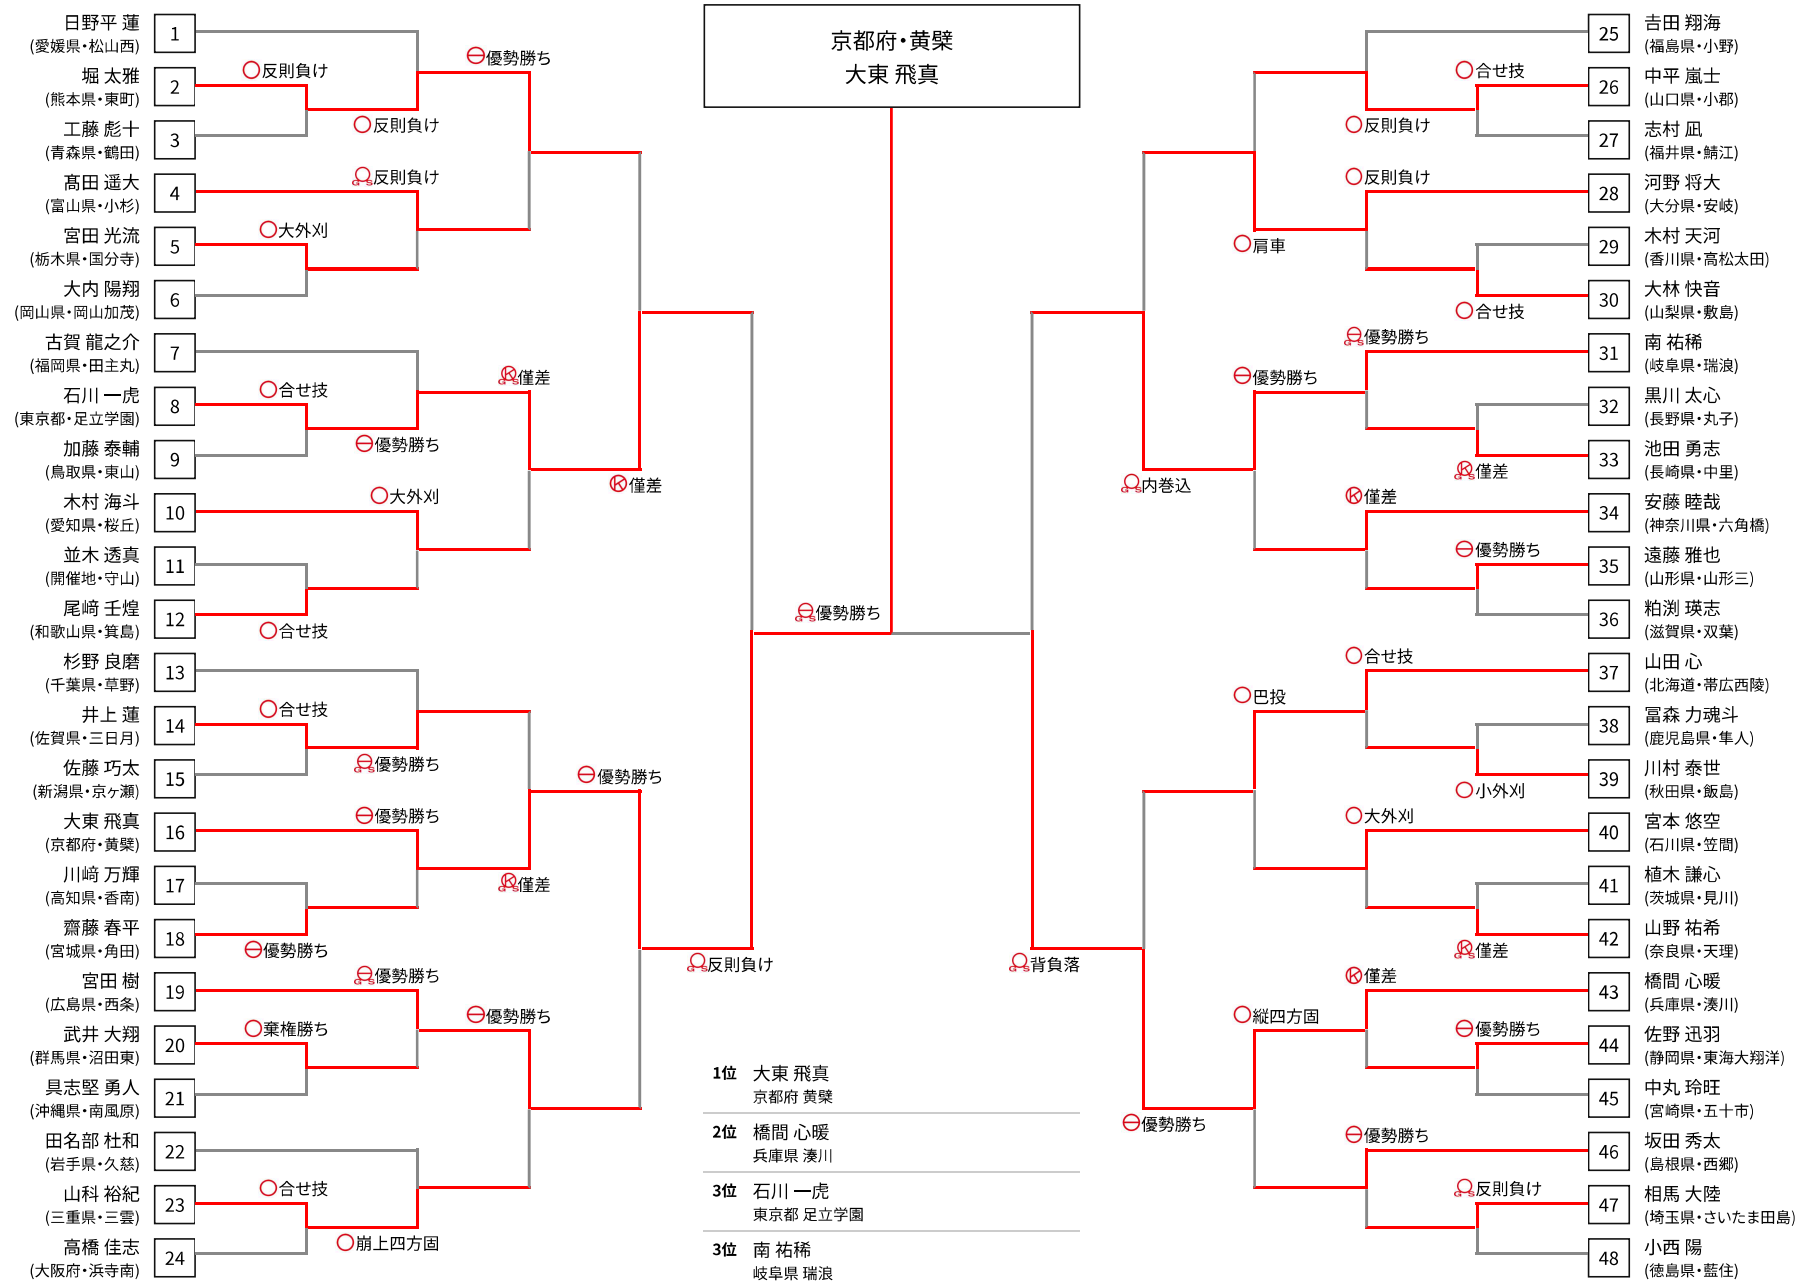 京都府・黄檗
大東 飛真
日野平 蓮
(愛媛県・松山西)
1
堀 太雅
(熊本県・東町)
2
工藤 彪十
(青森県・鶴田)
3
髙田 遥大
(富山県・小杉)
4
宮田 光流
(栃木県・国分寺)
5
大内 陽翔
(岡山県・岡山加茂)
6
古賀 龍之介
(福岡県・田主丸)
7
石川 一虎
(東京都・足立学園)
8
加藤 泰輔
(鳥取県・東山)
9
木村 海斗
(愛知県・桜丘)
10
並木 透真
(開催地・守山)
11
尾﨑 壬煌
(和歌山県・箕島)
12
杉野 良磨
(千葉県・草野)
13
井上 蓮
(佐賀県・三日月)
14
佐藤 巧太
(新潟県・京ヶ瀬)
15
大東 飛真
(京都府・黄檗)
16
川﨑 万輝
(高知県・香南)
17
齋藤 春平
(宮城県・角田)
18
宮田 樹
(広島県・西条)
19
武井 大翔
(群馬県・沼田東)
20
具志堅 勇人
(沖縄県・南風原)
21
田名部 杜和
(岩手県・久慈)
22
山科 裕紀
(三重県・三雲)
23
高橋 佳志
(大阪府・浜寺南)
24
反則負け
優勢勝ち
反則負け
GS 反則負け
大外刈
合せ技
優勢勝ち
K GS 僅差
大外刈
合せ技
K 僅差
合せ技
GS 優勢勝ち
優勢勝ち
優勢勝ち
K GS 僅差
優勢勝ち
GS 反則負け
GS 優勢勝ち
棄権勝ち
優勢勝ち
合せ技
崩上四方固
GS 優勢勝ち
合せ技
反則負け
反則負け
肩車
合せ技
GS 優勢勝ち
優勢勝ち
K GS 僅差
GS 内巻込
K 僅差
優勢勝ち
合せ技
巴投
小外刈
大外刈
K GS 僅差
GS 背負落
K 僅差
縦四方固
優勢勝ち
優勢勝ち
優勢勝ち
GS 反則負け
25
吉田 翔海
(福島県・小野)
26
中平 嵐士
(山口県・小郡)
27
志村 凪
(福井県・鯖江)
28
河野 将大
(大分県・安岐)
29
木村 天河
(香川県・高松太田)
30
大林 快音
(山梨県・敷島)
31
南 祐稀
(岐阜県・瑞浪)
32
黒川 太心
(長野県・丸子)
33
池田 勇志
(長崎県・中里)
34
安藤 睦哉
(神奈川県・六角橋)
35
遠藤 雅也
(山形県・山形三)
36
粕渕 瑛志
(滋賀県・双葉)
37
山田 心
(北海道・帯広西陵)
38
冨森 力魂斗
(鹿児島県・隼人)
39
川村 泰世
(秋田県・飯島)
40
宮本 悠空
(石川県・笠間)
41
植木 謙心
(茨城県・見川)
42
山野 祐希
(奈良県・天理)
43
橋間 心暖
(兵庫県・湊川)
44
佐野 迅羽
(静岡県・東海大翔洋)
45
中丸 玲旺
(宮崎県・五十市)
46
坂田 秀太
(島根県・西郷)
47
相馬 大陸
(埼玉県・さいたま田島)
48
小西 陽
(徳島県・藍住)
1位 大東 飛真
京都府 黄檗
2位 橋間 心暖
兵庫県 湊川
3位 石川 一虎
東京都 足立学園
3位 南 祐稀
岐阜県 瑞浪